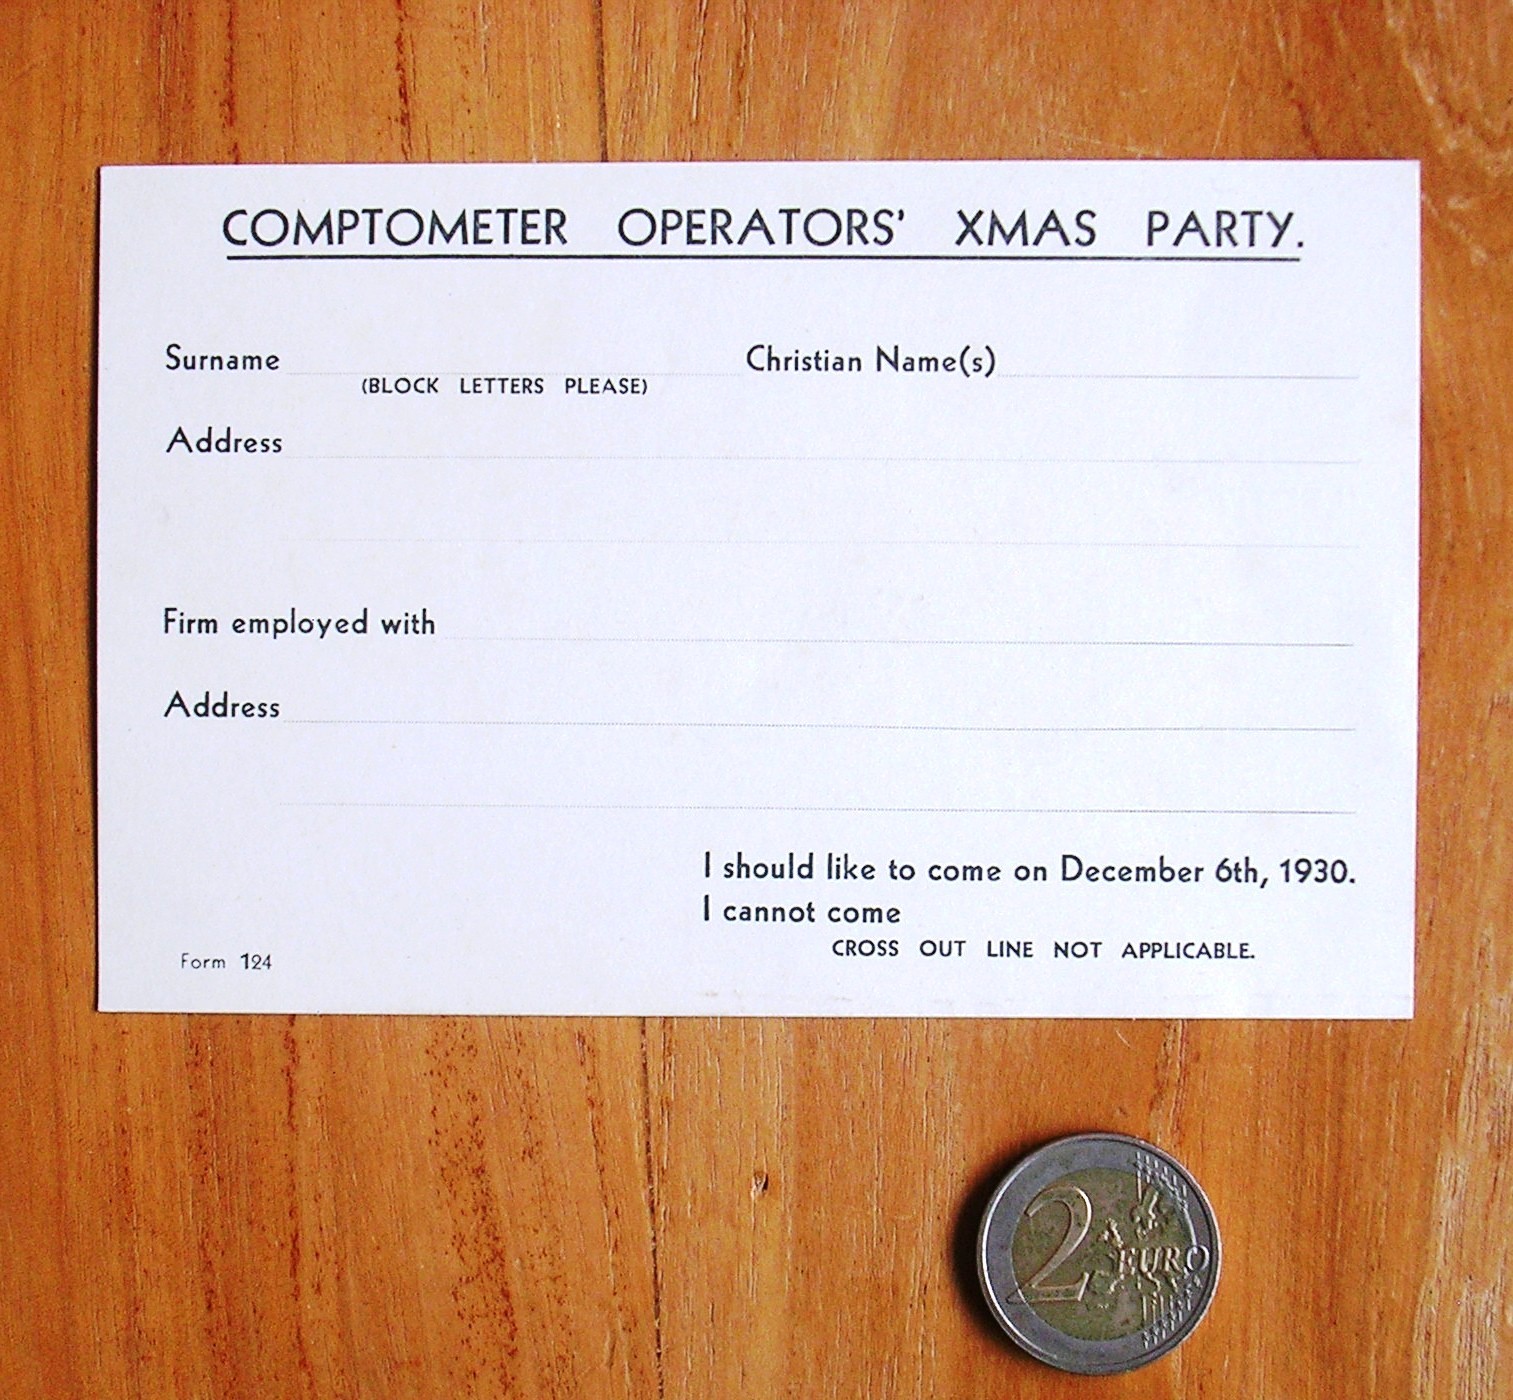 COMPTOMETER OPERATORS' XMAS PARTY.
Surname Christian Name(s)
(BLOCK LETTERS PLEASE)
Address
Firm employed with
Address
I should like to come on December 6th, 1930.
I cannot come
CROSS OUT LINE NOT APPLICABLE.
Form 124
2 EURO